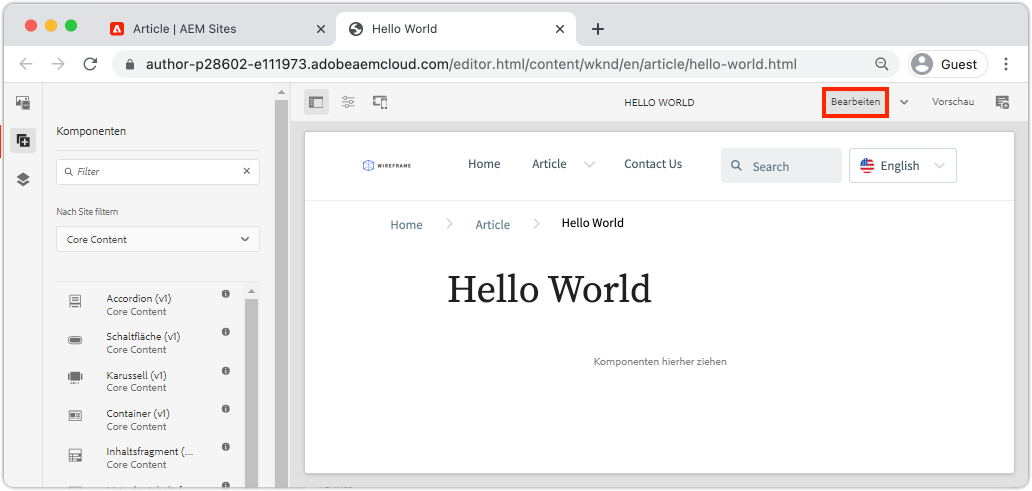 Article | AEM Sites
Hello World
author-p28602-e111973.adobeaemcloud.com/editor.html/content/wknd/en/article/hello-world.html
Guest
HELLO WORLD
Bearbeiten
Vorschau
Komponenten
Filter
Nach Site filtern
Core Content
Accordion (v1)
Core Content
Schaltfläche (v1)
Core Content
Karussell (v1)
Core Content
Container (v1)
Core Content
Inhaltsfragment (...
Core Content
WIREFRAME
Home
Article
Contact Us
Search
English
Home
Article
Hello World
Hello World
Komponenten hierher ziehen